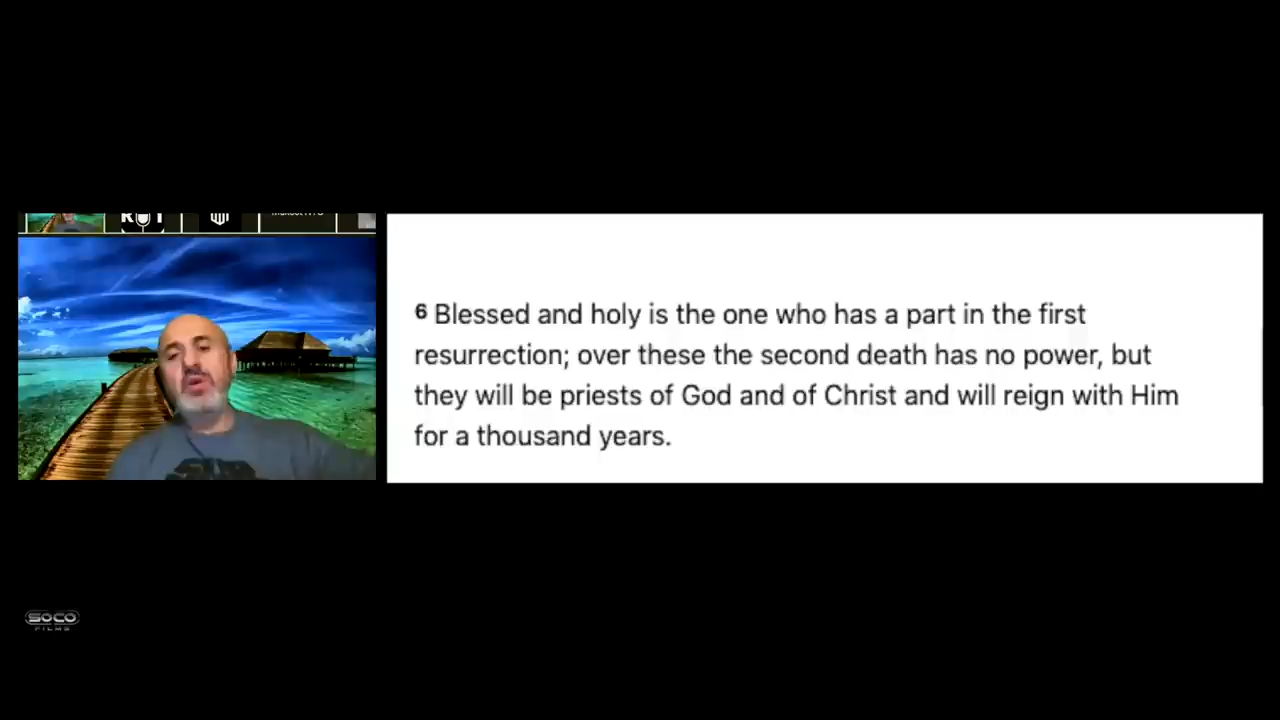 6 Blessed and holy is the one who has a part in the first
resurrection; over these the second death has no power, but
they will be priests of God and of Christ and will reign with Him
for a thousand years.
SOCO
FILMS